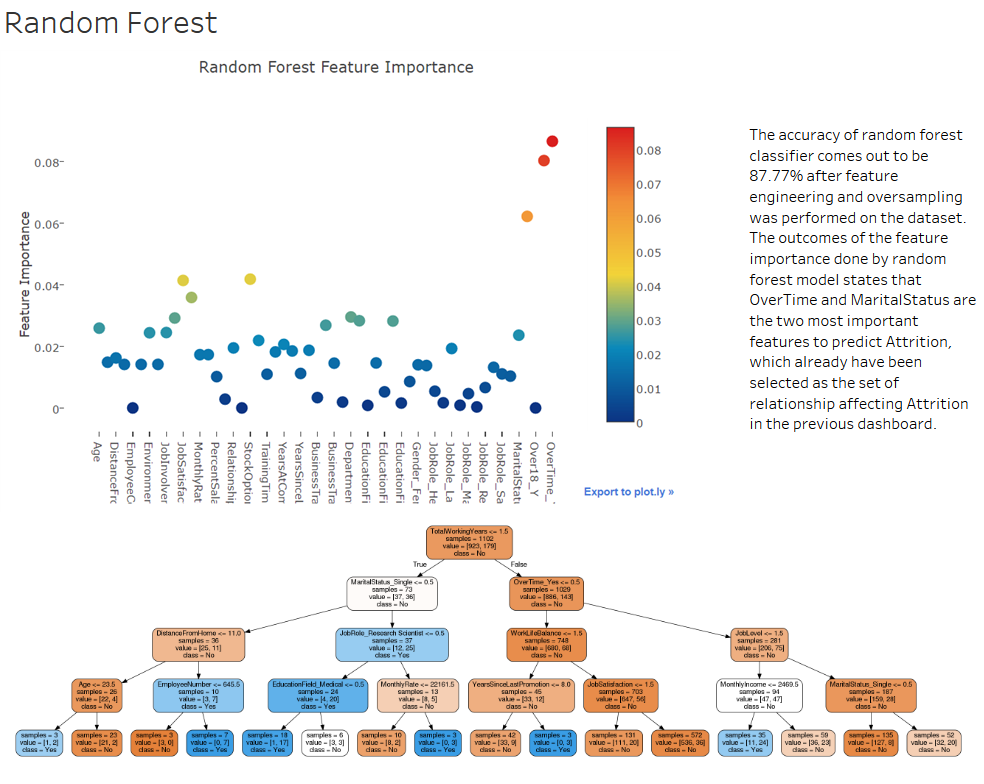 Random Forest
Random Forest Feature Importance
Feature Importance
0.08
0.06
0.04
0.02
0
Age
DistanceFrc
EmployeeC
Environmer
JobInvolver
JobSatisfac
MonthlyRat
PercentSala
Relationship
StockOption
TrainingTim
YearsAtCom
YearsSinceL
BusinessTra
BusinessTra
Departmen
EducationFi
EducationFi
EducationFi
Gender_Fer
JobRole_He
JobRole_La
JobRole_Ma
JobRole_Re
JobRole_Sa
MaritalStatu
Over18_Y
OverTime_
0.08
0.07
0.06
0.05
0.04
0.03
0.02
0.01
0
Export to plot.ly »
The accuracy of random forest
classifier comes out to be
87.77% after feature
engineering and oversampling
was performed on the dataset.
The outcomes of the feature
importance done by random
forest model states that
OverTime and MaritalStatus are
the two most important
features to predict Attrition,
which already have been
selected as the set of
relationship affecting Attrition
in the previous dashboard.
TotalWorkingYears <= 1.5
samples = 1102
value = [923, 179]
class = No
True
False
MaritalStatus_Single <= 0.5
samples = 73
value = [37, 36]
class = No
OverTime_Yes <= 0.5
samples = 1029
value = [886, 143]
class = No
DistanceFromHome <= 11.0
samples = 36
value = [25, 11]
class = No
JobRole_Research Scientist <= 0.5
samples = 37
value = [12, 25]
class = Yes
WorkLifeBalance <= 1.5
samples = 748
value = [680, 68]
class = No
JobLevel <= 1.5
samples = 281
value = [206, 75]
class = No
Age <= 23.5
samples = 26
value = [22, 4]
class = No
EmployeeNumber <= 645.5
samples = 10
value = [3, 7]
class = Yes
EducationField_Medical <= 0.5
samples = 24
value = [4, 20]
class = Yes
MonthlyRate <= 22161.5
samples = 13
value = [8, 5]
class = No
YearsSinceLastPromotion <= 8.0
samples = 45
value = [33, 12]
class = No
JobSatisfaction <= 1.5
samples = 703
value = [647, 56]
class = No
MonthlyIncome <= 2469.5
samples = 94
value = [47, 47]
class = No
MaritalStatus_Single <= 0.5
samples = 187
value = [159, 28]
class = No
samples = 3
value = [1, 2]
class = Yes
samples = 23
value = [21, 2]
class = No
samples = 3
value = [3, 0]
class = No
samples = 7
value = [0, 7]
class = Yes
samples = 18
value = [1, 17]
class = Yes
samples = 6
value = [3, 3]
class = No
samples = 10
value = [8, 2]
class = No
samples = 3
value = [0, 3]
class = Yes
samples = 42
value = [33, 9]
class = No
samples = 3
value = [0, 3]
class = Yes
samples = 131
value = [111, 20]
class = No
samples = 572
value = [536, 36]
class = No
samples = 35
value = [11, 24]
class = Yes
samples = 59
value = [36, 23]
class = No
samples = 135
value = [127, 8]
class = No
samples = 52
value = [32, 20]
class = No